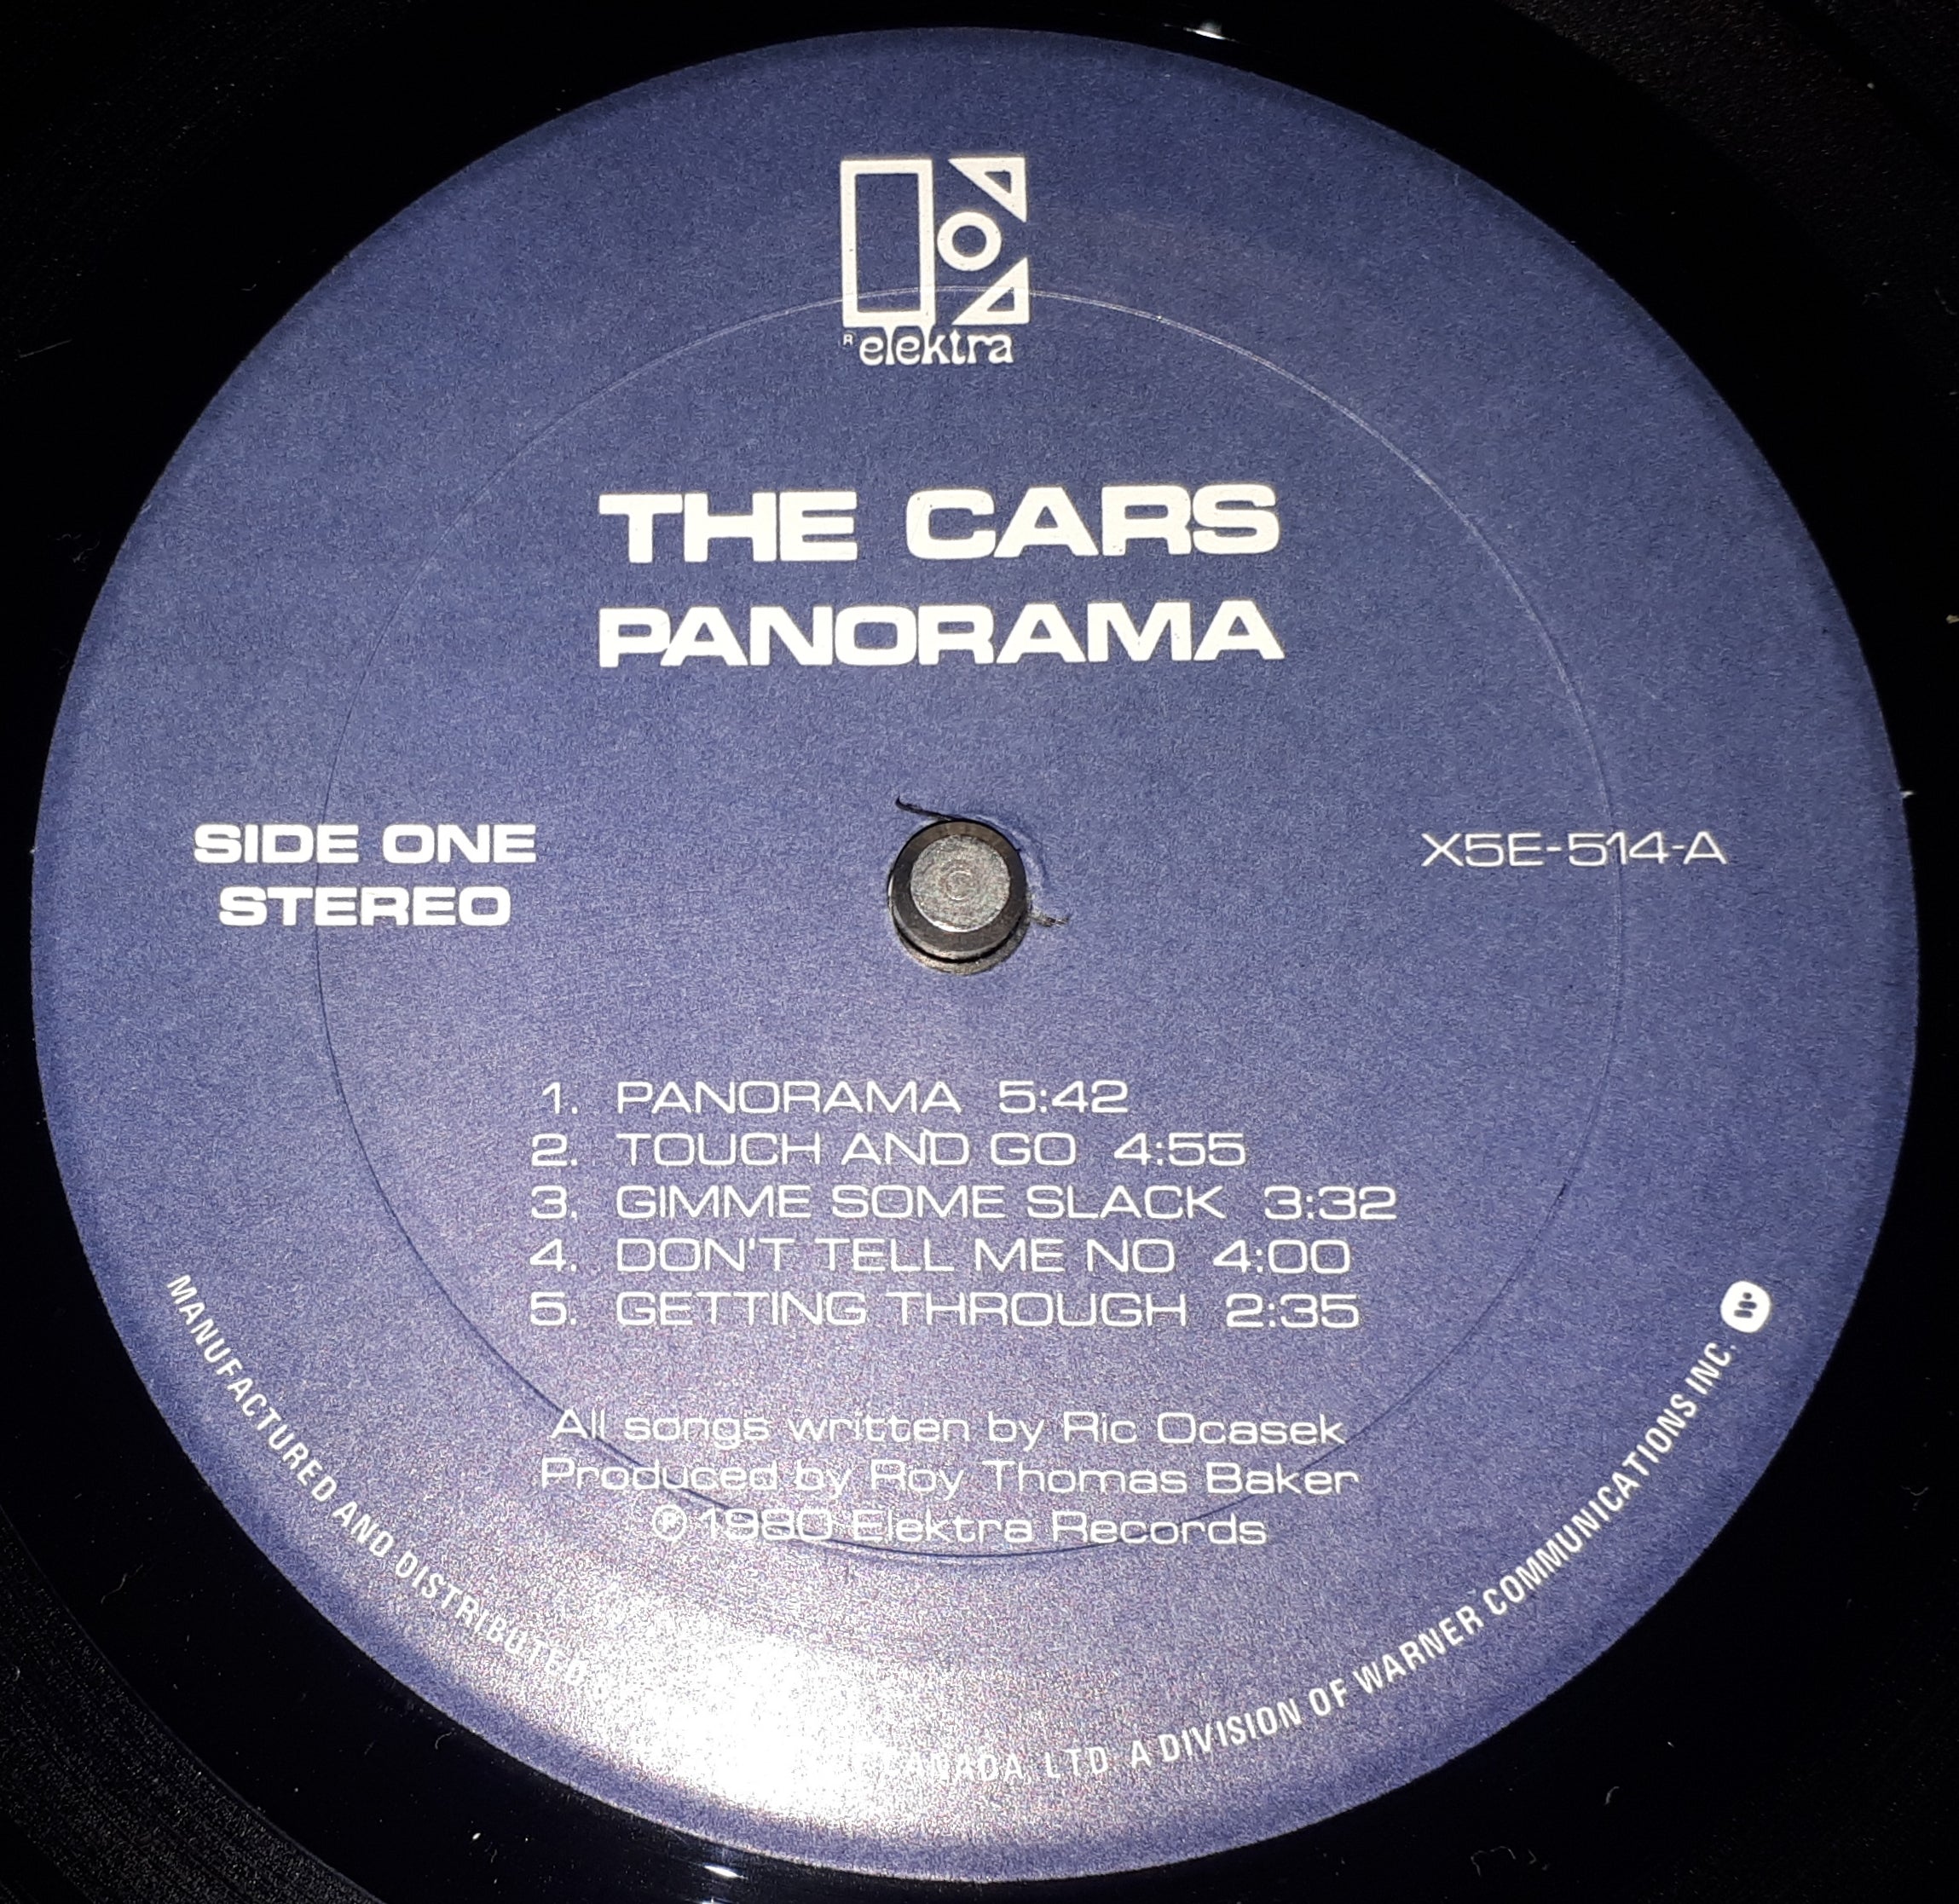 R elektra
THE CARS
PANORAMA
SIDE ONE
STEREO
X5E-514-A
1. PANORAMA 5:42
2. TOUCH AND GO 4:55
3. GIMME SOME SLACK 3:32
4. DON'T TELL ME NO 4:00
5. GETTING THROUGH 2:35
All songs written by Ric Ocasek
Produced by Roy Thomas Baker
℗ 1980 Elektra Records
MANUFACTURED AND DISTRIBUTED CANADA LTD A DIVISION OF WARNER COMMUNICATIONS INC.